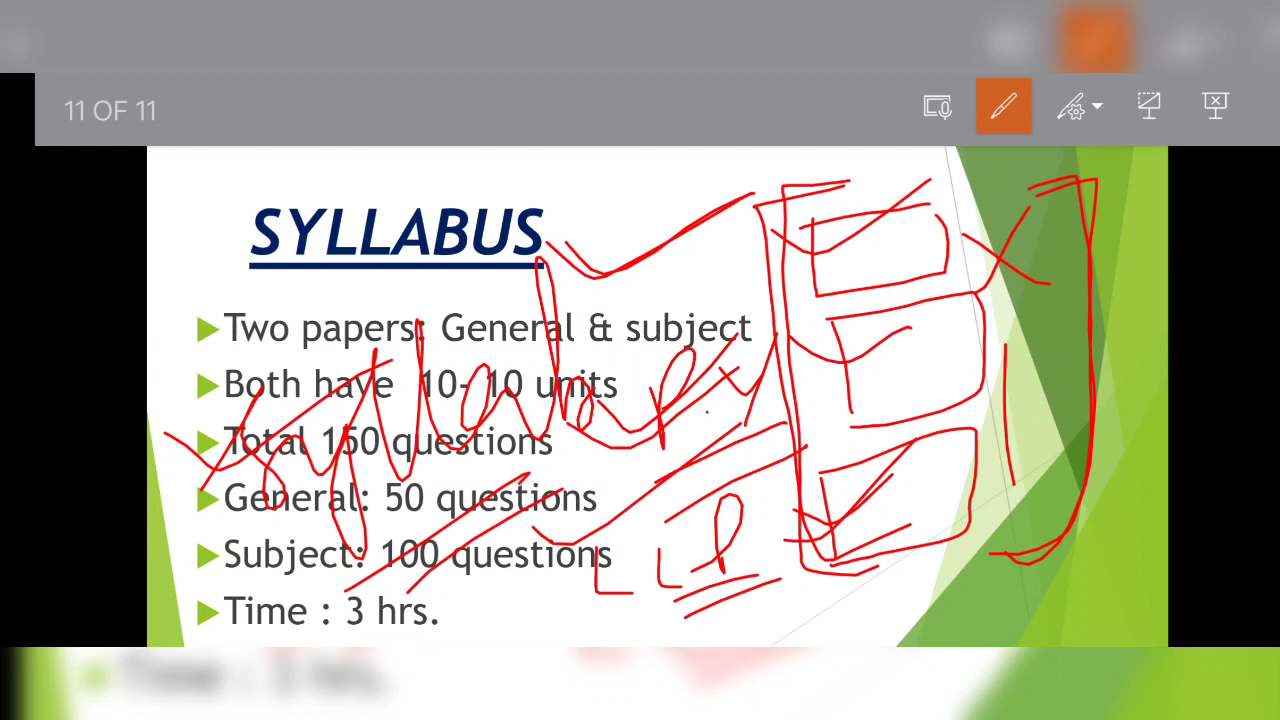 11 OF 11
SYLLABUS
Two papers: General & subject
Both have 10- 10 units
Total 150 questions
General: 50 questions
Subject: 100 questions
Time : 3 hrs.